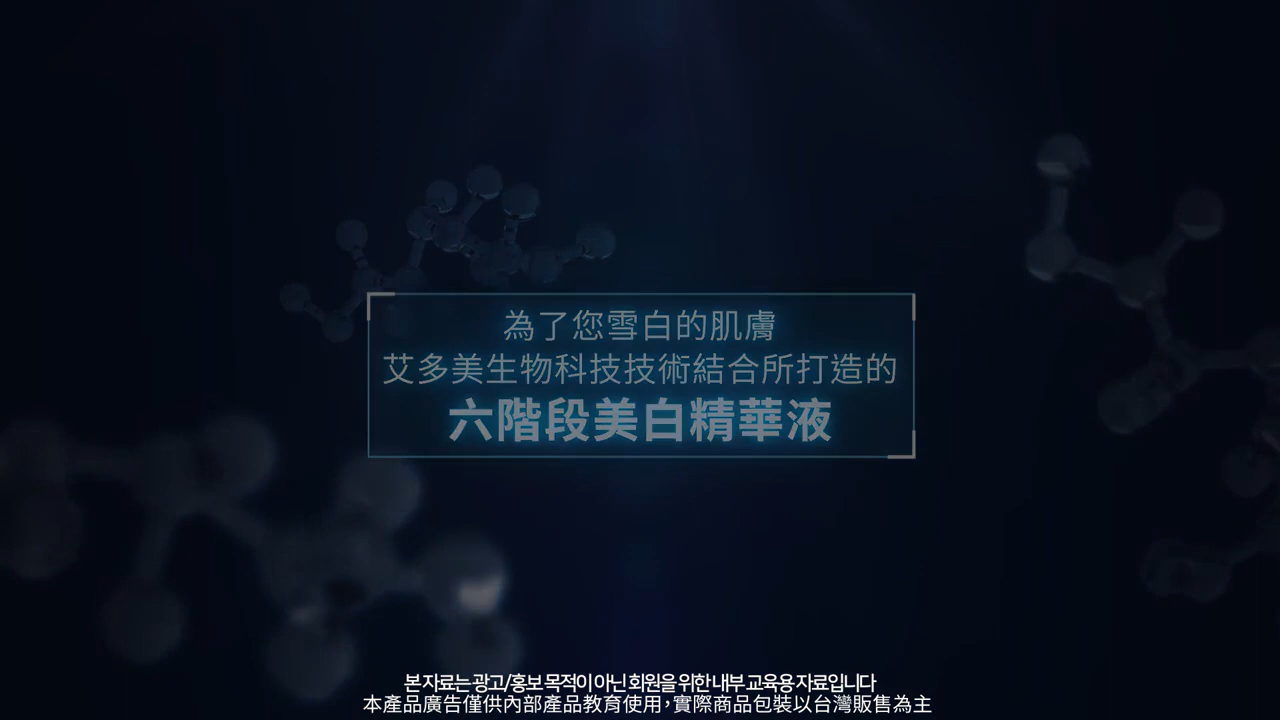 為了您雪白的肌膚
艾多美生物科技技術結合所打造的
六階段美白精華液
본 자료는 광고/홍보 목적이 아닌 회원을 위한 내부 교육용 자료입니다
本產品廣告僅供內部產品教育使用，實際商品包裝以台灣販售為主